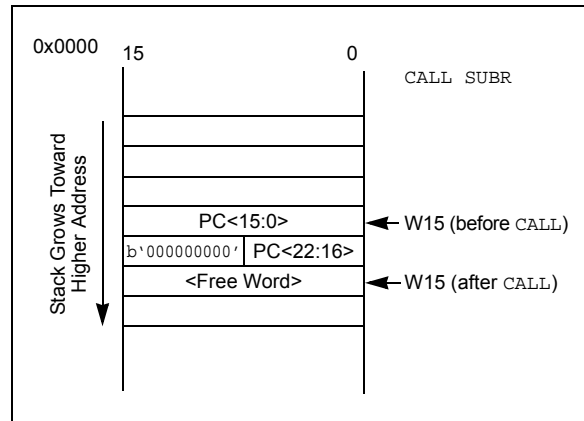 0x0000
15
0
CALL SUBR
Stack Grows Toward
Higher Address
PC<15:0>
W15 (before CALL)
b‘000000000’
PC<22:16>
<Free Word>
W15 (after CALL)